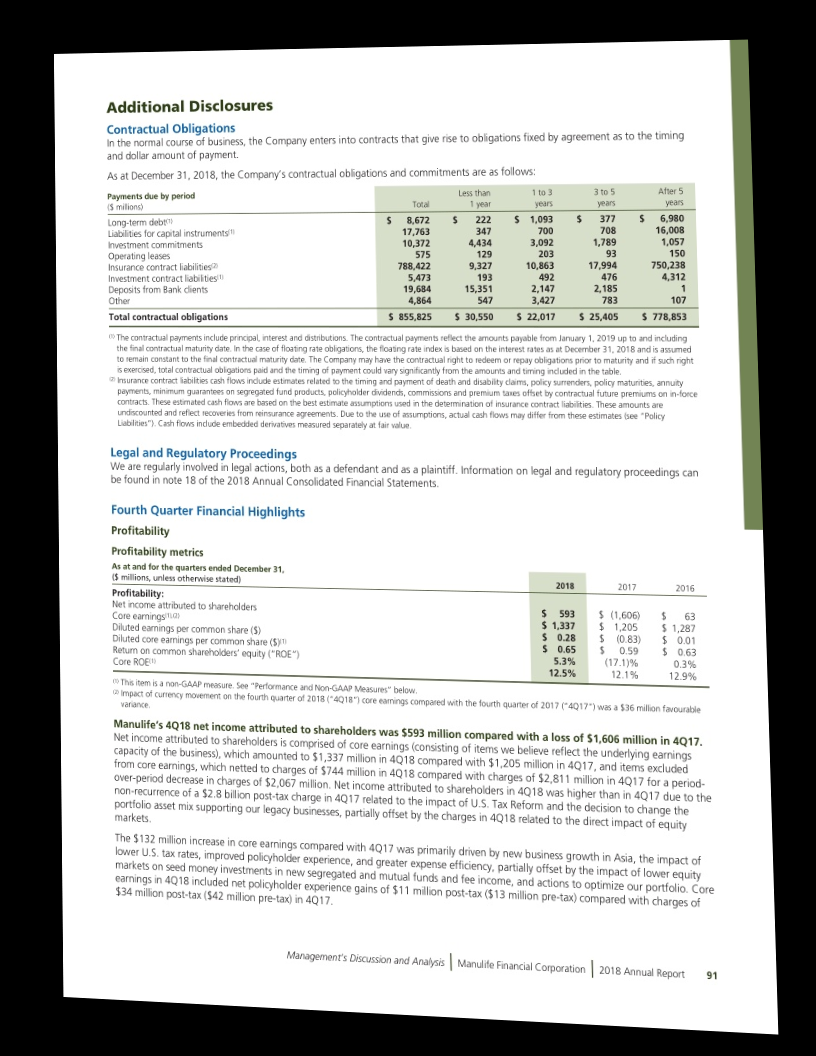 Additional Disclosures
Contractual Obligations
In the normal course of business, the Company enters into contracts that give rise to obligations fixed by agreement as to the timing
and dollar amount of payment.
As at December 31, 2018, the Company's contractual obligations and commitments are as follows:
Payments due by period
($ millions) Total Less than 1 year 1 to 3 years 3 to 5 years After 5 years
Long-term debt(1) $ 8,672 $ 222 $ 1,093 $ 377 $ 6,980
Liabilities for capital instruments(1) 17,763 347 700 708 16,008
Investment commitments 10,372 4,434 3,092 1,789 1,057
Operating leases 575 129 203 93 150
Insurance contract liabilities(2) 788,422 9,327 10,863 17,994 750,238
Investment contract liabilities(1) 5,473 193 492 476 4,312
Deposits from Bank clients 19,684 15,351 2,147 2,185 1
Other 4,864 547 3,427 783 107
Total contractual obligations $ 855,825 $ 30,550 $ 22,017 $ 25,405 $ 778,853
(1) The contractual payments include principal, interest and distributions. The contractual payments reflect the amounts payable from January 1, 2019 up to and including
the final contractual maturity date. In the case of floating rate obligations, the floating rate index is based on the interest rates as at December 31, 2018 and is assumed
to remain constant to the final contractual maturity date. The Company may have the contractual right to redeem or repay obligations prior to maturity and if such right
is exercised, total contractual obligations paid and the timing of payment could vary significantly from the amounts and timing included in the table.
(2) Insurance contract liabilities cash flows include estimates related to the timing and payment of death and disability claims, policy surrenders, policy maturities, annuity
payments, minimum guarantees on segregated fund products, policyholder dividends, commissions and premium taxes offset by contractual future premiums on in-force
contracts. These estimated cash flows are based on the best estimate assumptions used in the determination of insurance contract liabilities. These amounts are
undiscounted and reflect recoveries from reinsurance agreements. Due to the use of assumptions, actual cash flows may differ from these estimates (see "Policy
Liabilities"). Cash flows include embedded derivatives measured separately at fair value.
Legal and Regulatory Proceedings
We are regularly involved in legal actions, both as a defendant and as a plaintiff. Information on legal and regulatory proceedings can
be found in note 18 of the 2018 Annual Consolidated Financial Statements.
Fourth Quarter Financial Highlights
Profitability
Profitability metrics
As at and for the quarters ended December 31,
($ millions, unless otherwise stated) 2018 2017 2016
Profitability:
Net income attributed to shareholders $ 593 $ (1,606) $ 63
Core earnings(1),(2) $ 1,337 $ 1,205 $ 1,287
Diluted earnings per common share ($) $ 0.28 $ (0.83) $ 0.01
Diluted core earnings per common share ($)(1) $ 0.65 $ 0.59 $ 0.63
Return on common shareholders' equity ("ROE") 5.3% (17.1)% 0.3%
Core ROE(1) 12.5% 12.1% 12.9%
(1) This item is a non-GAAP measure. See "Performance and Non-GAAP Measures" below.
(2) Impact of currency movement on the fourth quarter of 2018 ("4Q18") core earnings compared with the fourth quarter of 2017 ("4Q17") was a $36 million favourable
variance.
Manulife's 4Q18 net income attributed to shareholders was $593 million compared with a loss of $1,606 million in 4Q17.
Net income attributed to shareholders is comprised of core earnings (consisting of items we believe reflect the underlying earnings
capacity of the business), which amounted to $1,337 million in 4Q18 compared with $1,205 million in 4Q17, and items excluded
from core earnings, which netted to charges of $744 million in 4Q18 compared with charges of $2,811 million in 4Q17 for a period-
over-period decrease in charges of $2,067 million. Net income attributed to shareholders in 4Q18 was higher than in 4Q17 due to the
non-recurrence of a $2.8 billion post-tax charge in 4Q17 related to the impact of U.S. Tax Reform and the decision to change the
portfolio asset mix supporting our legacy businesses, partially offset by the charges in 4Q18 related to the direct impact of equity
markets.
The $132 million increase in core earnings compared with 4Q17 was primarily driven by new business growth in Asia, the impact of
lower U.S. tax rates, improved policyholder experience, and greater expense efficiency, partially offset by the impact of lower equity
markets on seed money investments in new segregated and mutual funds and fee income, and actions to optimize our portfolio. Core
earnings in 4Q18 included net policyholder experience gains of $11 million post-tax ($13 million pre-tax) compared with charges of
$34 million post-tax ($42 million pre-tax) in 4Q17.
Management's Discussion and Analysis | Manulife Financial Corporation | 2018 Annual Report 91